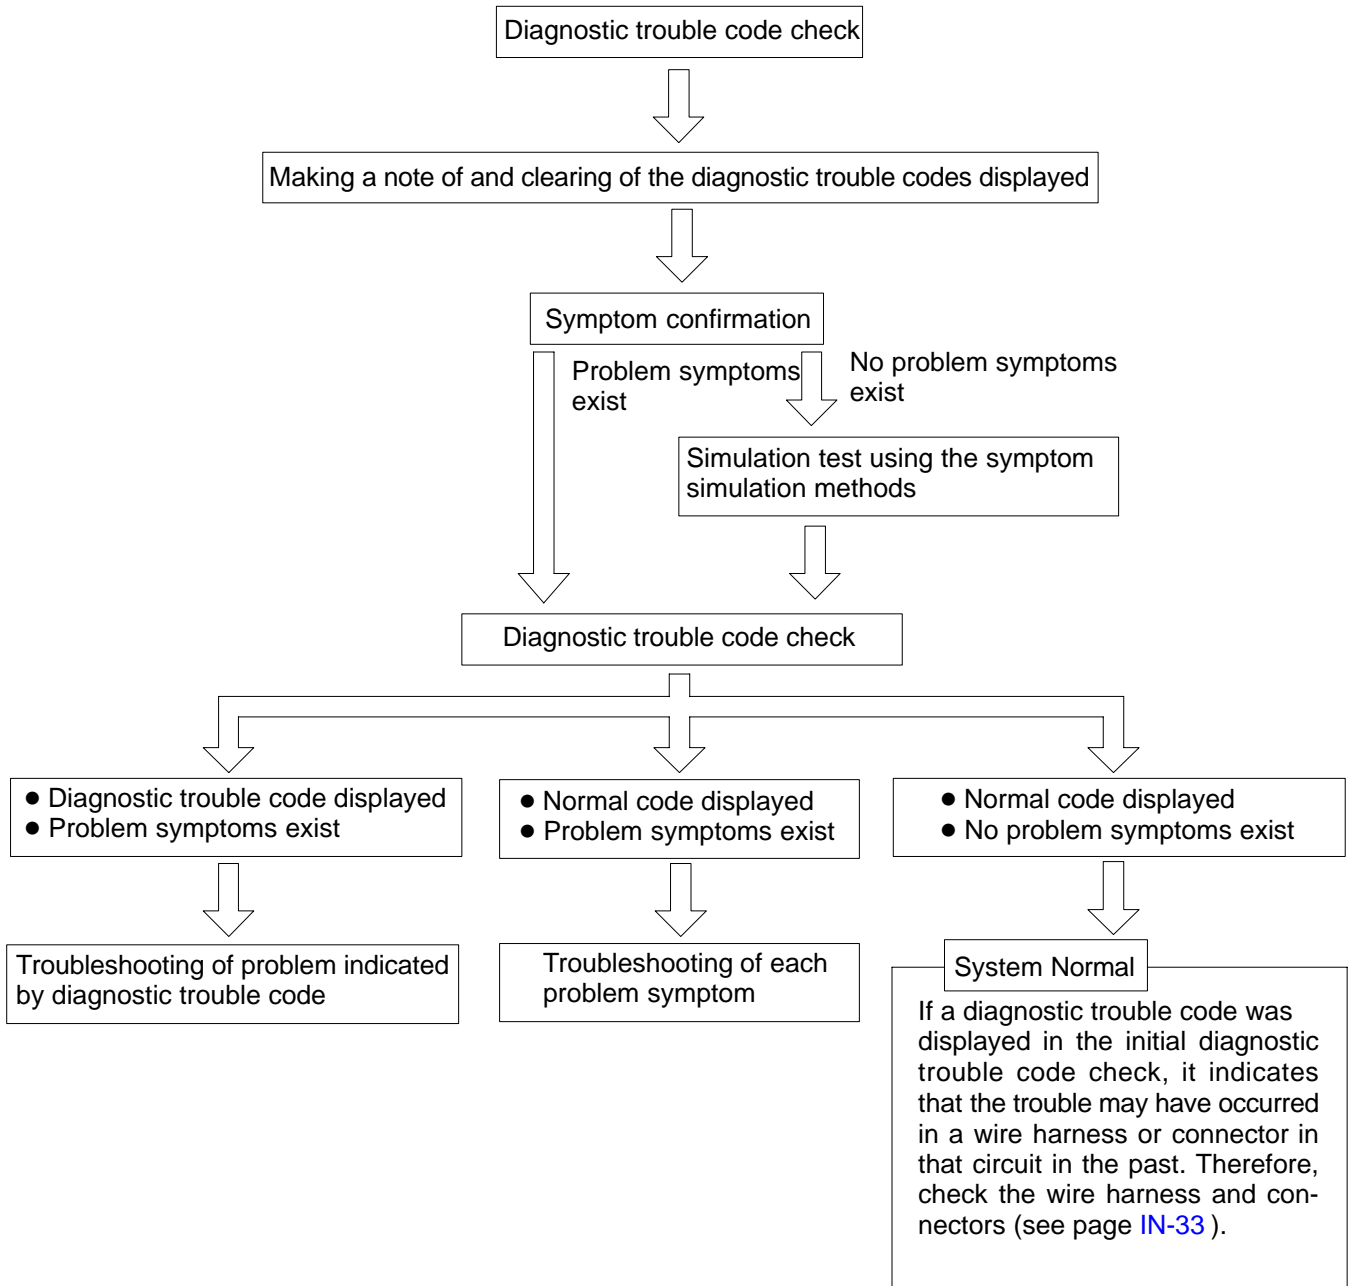 Diagnostic trouble code check
Making a note of and clearing of the diagnostic trouble codes displayed
Symptom confirmation
Problem symptoms
exist
No problem symptoms
exist
Simulation test using the symptom
simulation methods
Diagnostic trouble code check
● Diagnostic trouble code displayed
● Problem symptoms exist
● Normal code displayed
● Problem symptoms exist
● Normal code displayed
● No problem symptoms exist
Troubleshooting of problem indicated
by diagnostic trouble code
Troubleshooting of each
problem symptom
System Normal
If a diagnostic trouble code was
displayed in the initial diagnostic
trouble code check, it indicates
that the trouble may have occurred
in a wire harness or connector in
that circuit in the past. Therefore,
check the wire harness and con-
nectors (see page IN-33 ).